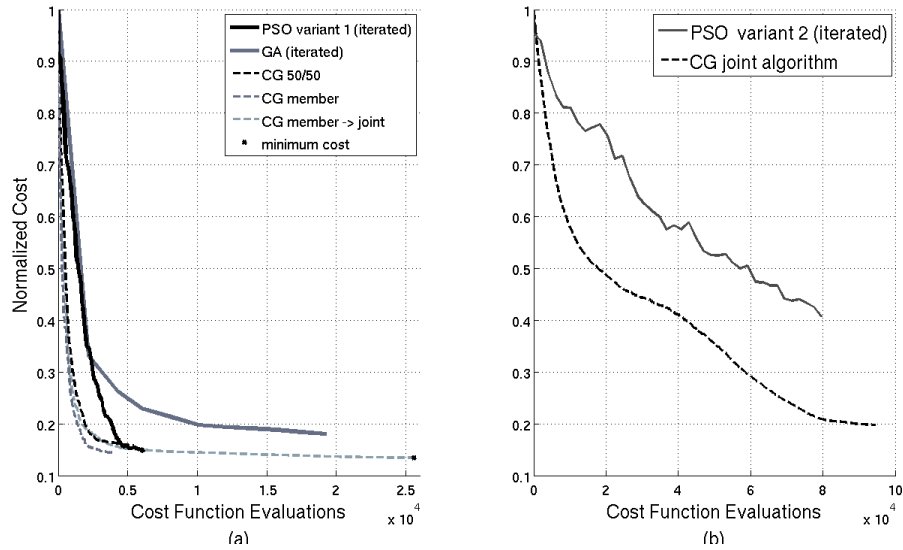 1
0.9
0.8
0.7
0.6
0.5
0.4
0.3
0.2
0.1
Normalized Cost
0
0.5
1
1.5
2
2.5
x 10^4
Cost Function Evaluations
(a)
PSO variant 1 (iterated)
GA (iterated)
CG 50/50
CG member
CG member -> joint
minimum cost
1
0.9
0.8
0.7
0.6
0.5
0.4
0.3
0.2
0.1
0
2
4
6
8
10
x 10^4
Cost Function Evaluations
(b)
PSO variant 2 (iterated)
CG joint algorithm